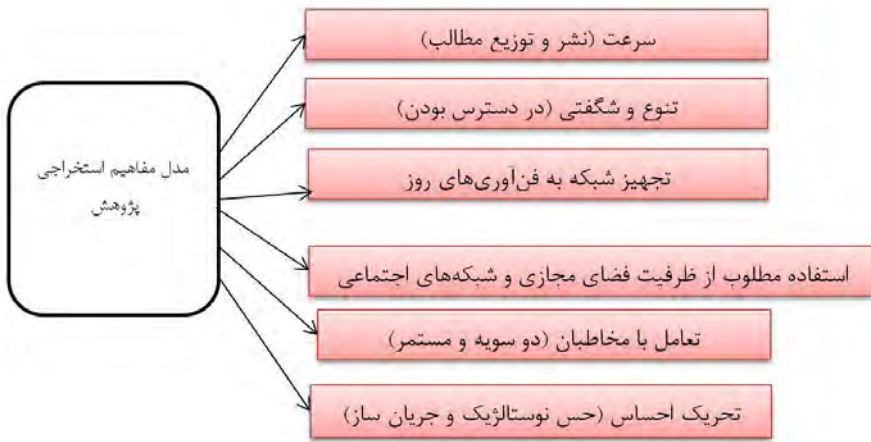 مدل مفاهیم استخراجی
پژوهش
سرعت (نشر و توزیع مطالب)
تنوع و شگفتی (در دسترس بودن)
تجهیز شبکه به فن‌آوری‌های روز
استفاده مطلوب از ظرفیت فضای مجازی و شبکه‌های اجتماعی
تعامل با مخاطبان (دو سویه و مستمر)
تحریک احساس (حس نوستالژیک و جریان ساز)